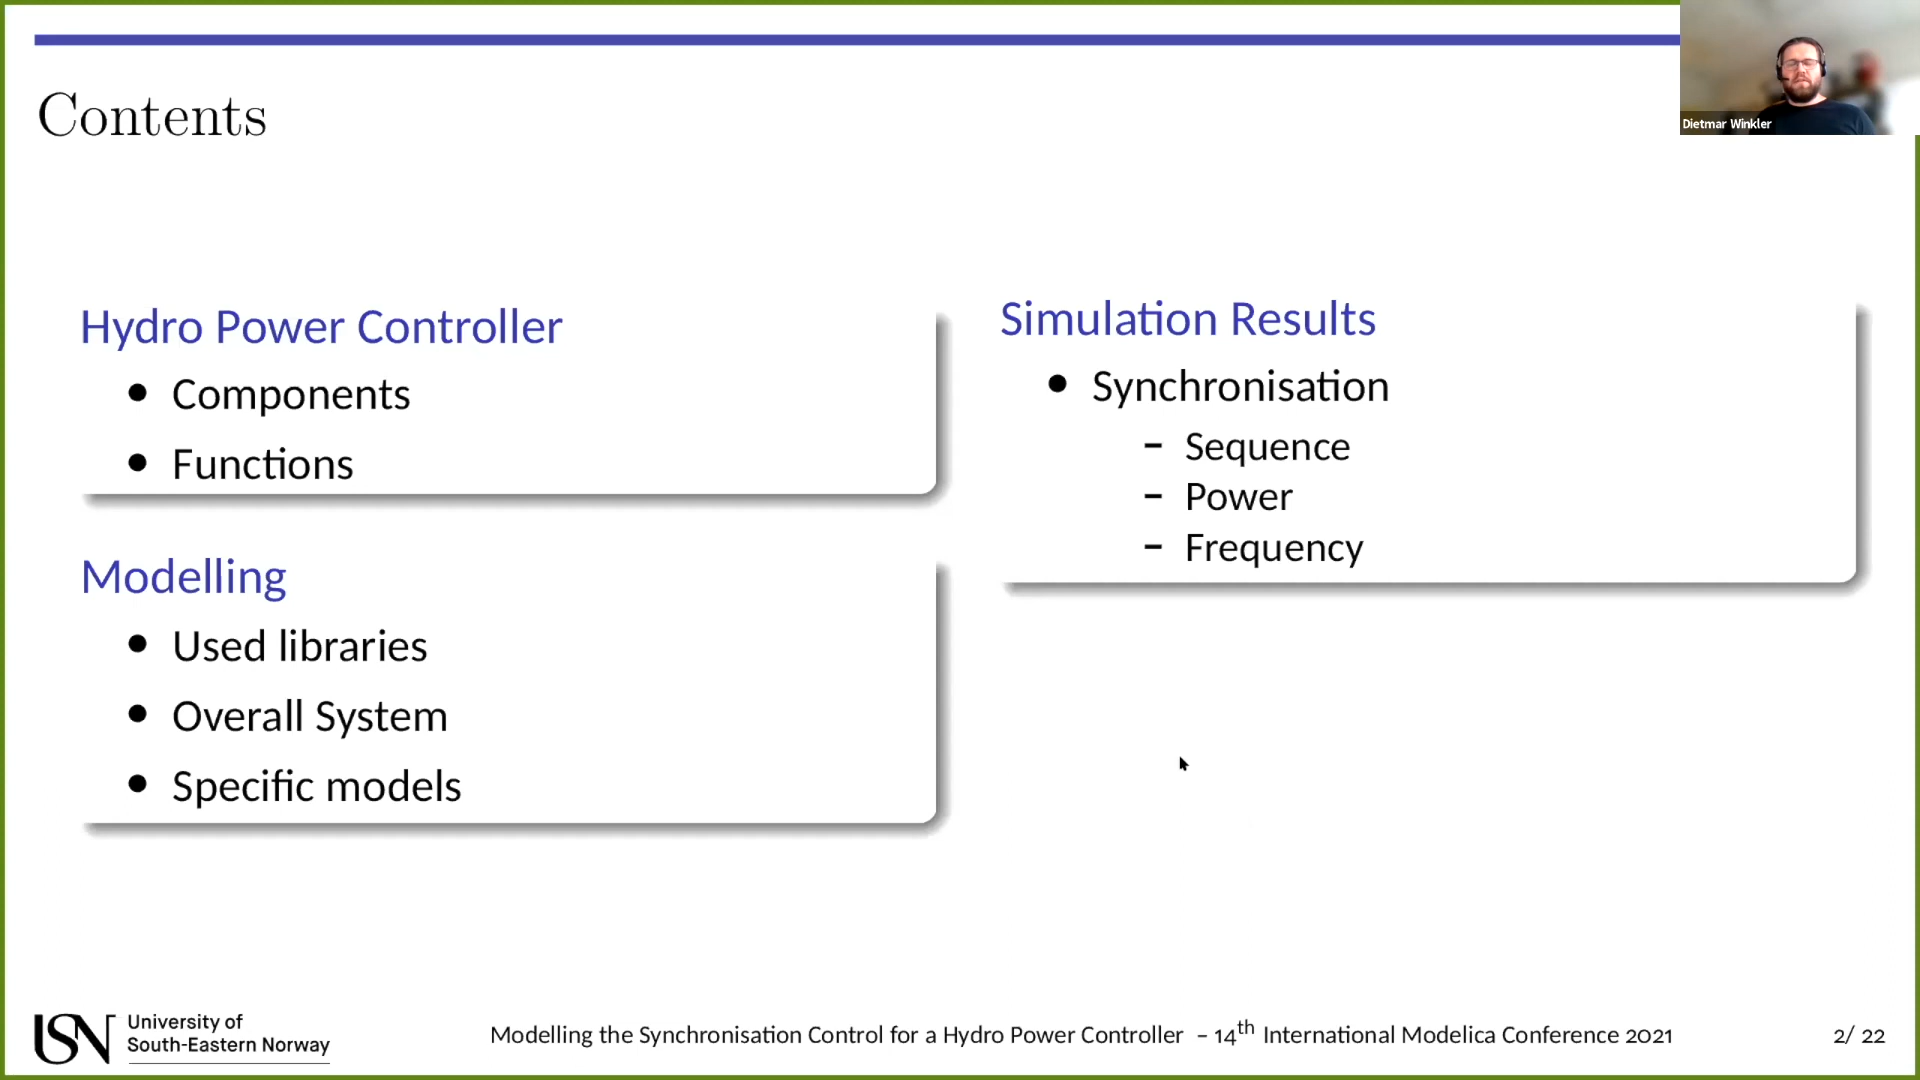 Contents
Dietmar Winkler
Hydro Power Controller
• Components
• Functions
Modelling
• Used libraries
• Overall System
• Specific models
Simulation Results
• Synchronisation
– Sequence
– Power
– Frequency
USN University of
South-Eastern Norway
Modelling the Synchronisation Control for a Hydro Power Controller – 14th International Modelica Conference 2021
2/ 22